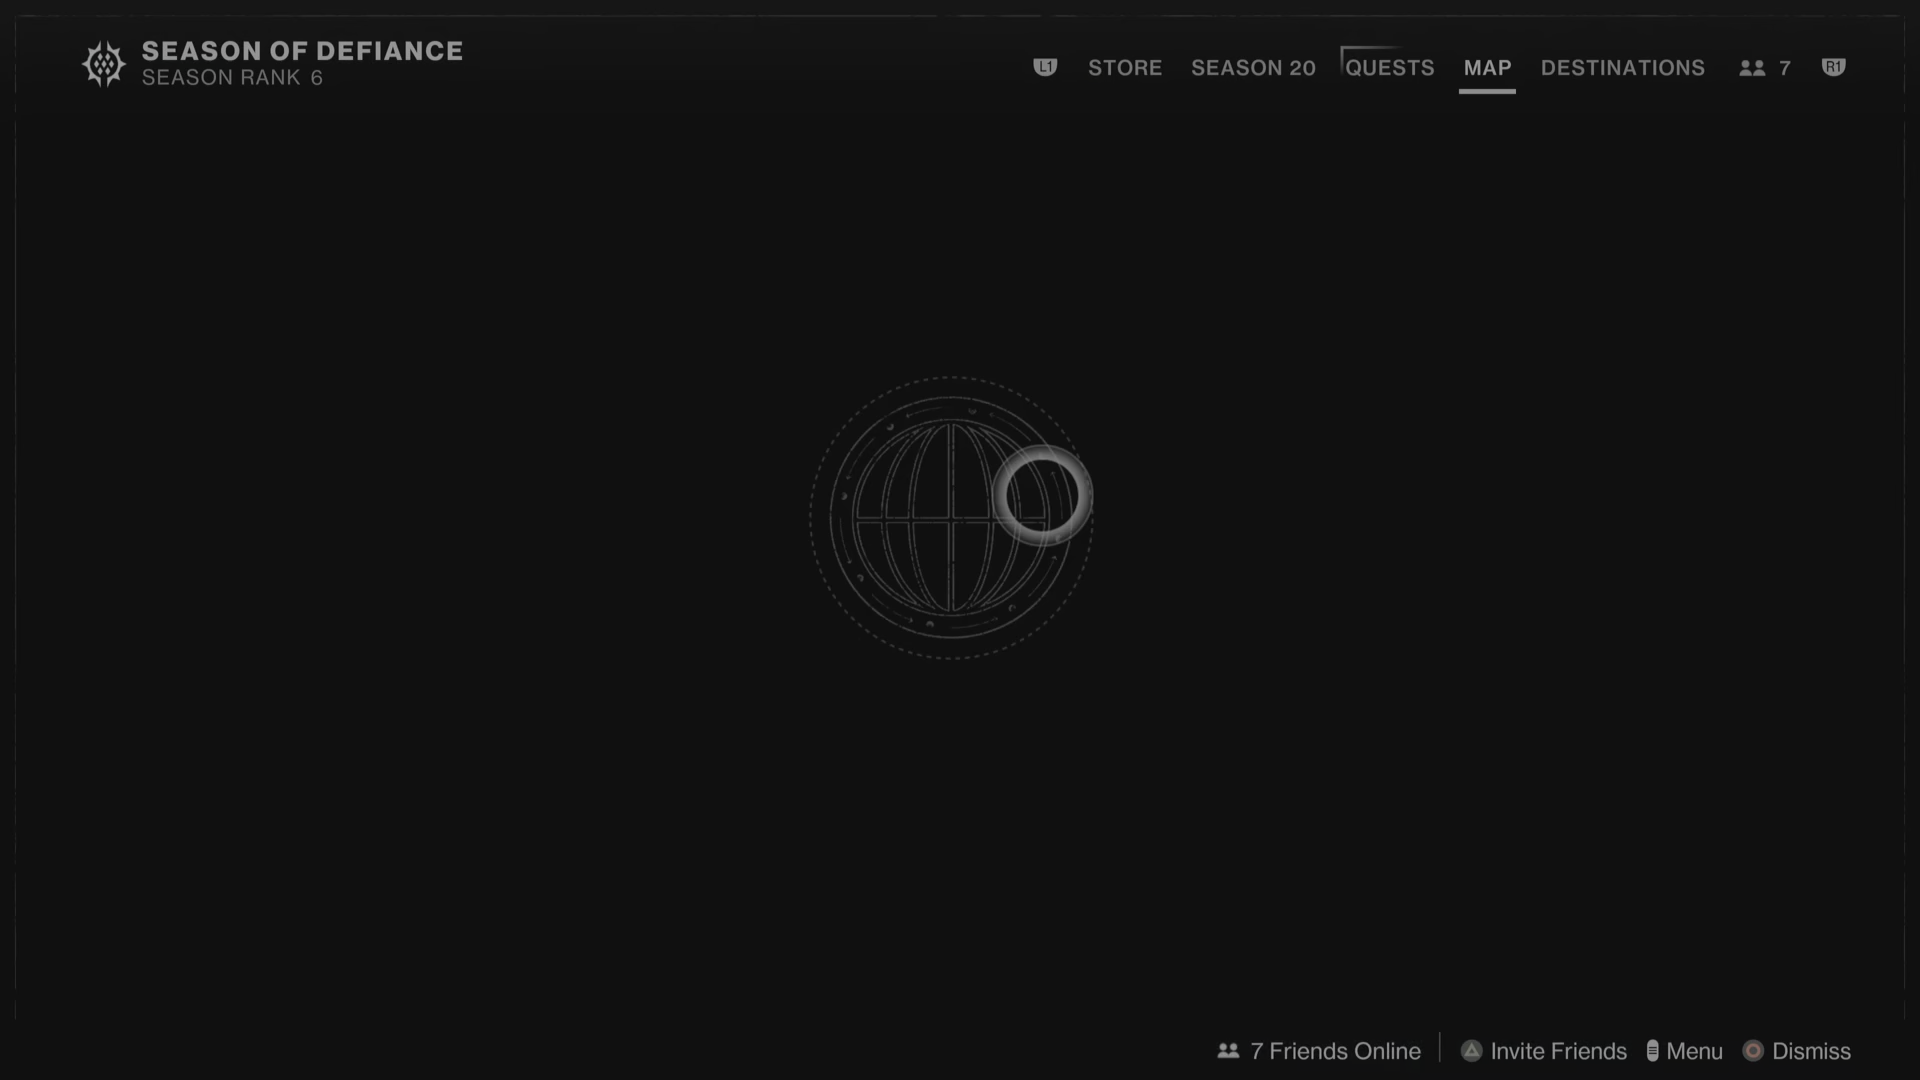 SEASON OF DEFIANCE
SEASON RANK 6
L1 STORE SEASON 20 QUESTS MAP DESTINATIONS 7 R1
7 Friends Online Invite Friends Menu Dismiss